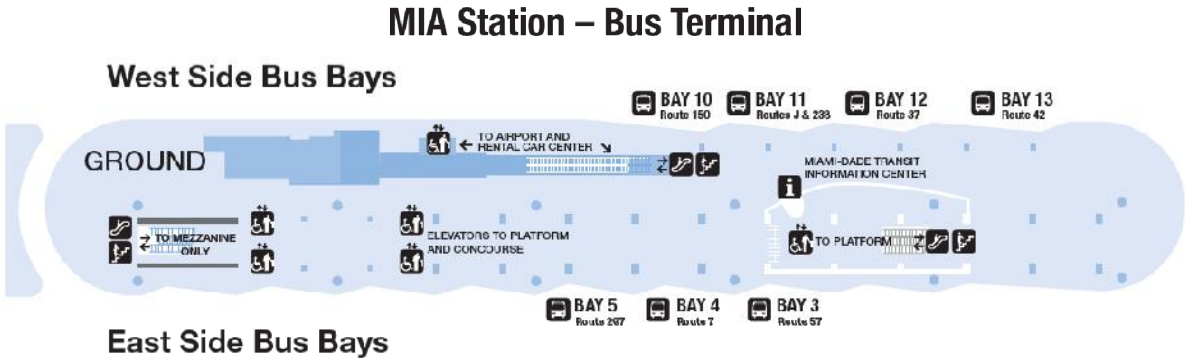 MIA Station – Bus Terminal
West Side Bus Bays
BAY 10
Route 150
BAY 11
Routes J & 238
BAY 12
Route 37
BAY 13
Route 42
GROUND
TO AIRPORT AND
RENTAL CAR CENTER
MIAMI-DADE TRANSIT
INFORMATION CENTER
i
TO MEZZANINE
ONLY
ELEVATORS TO PLATFORM
AND CONCOURSE
TO PLATFORM
BAY 5
Route 297
BAY 4
Route 7
BAY 3
Route 57
East Side Bus Bays